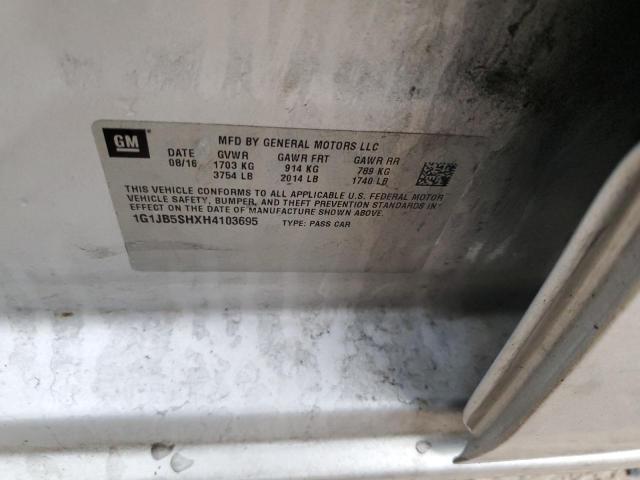 GM
MFD BY GENERAL MOTORS LLC
DATE GVWR GAWR FRT GAWR RR
08/16 1703 KG 914 KG 789 KG
3754 LB 2014 LB 1740 LB
THIS VEHICLE CONFORMS TO ALL APPLICABLE U.S. FEDERAL MOTOR
VEHICLE SAFETY, BUMPER, AND THEFT PREVENTION STANDARDS IN
EFFECT ON THE DATE OF MANUFACTURE SHOWN ABOVE.
1G1JB5SHXH4103695 TYPE: PASS CAR